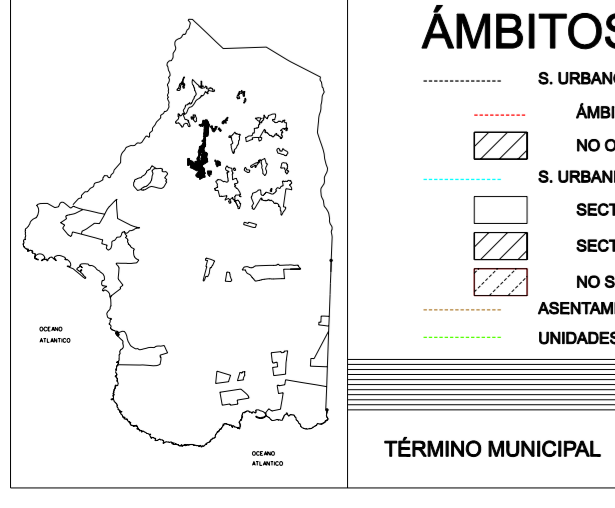 ÁMBITOS
S. URBANO
ÁMBI
NO O
S. URBANI
SECT
SECT
NO S
ASENTAMI
UNIDADES
OCEANO
ATLANTICO
OCEANO
ATLANTICO
TÉRMINO MUNICIPAL